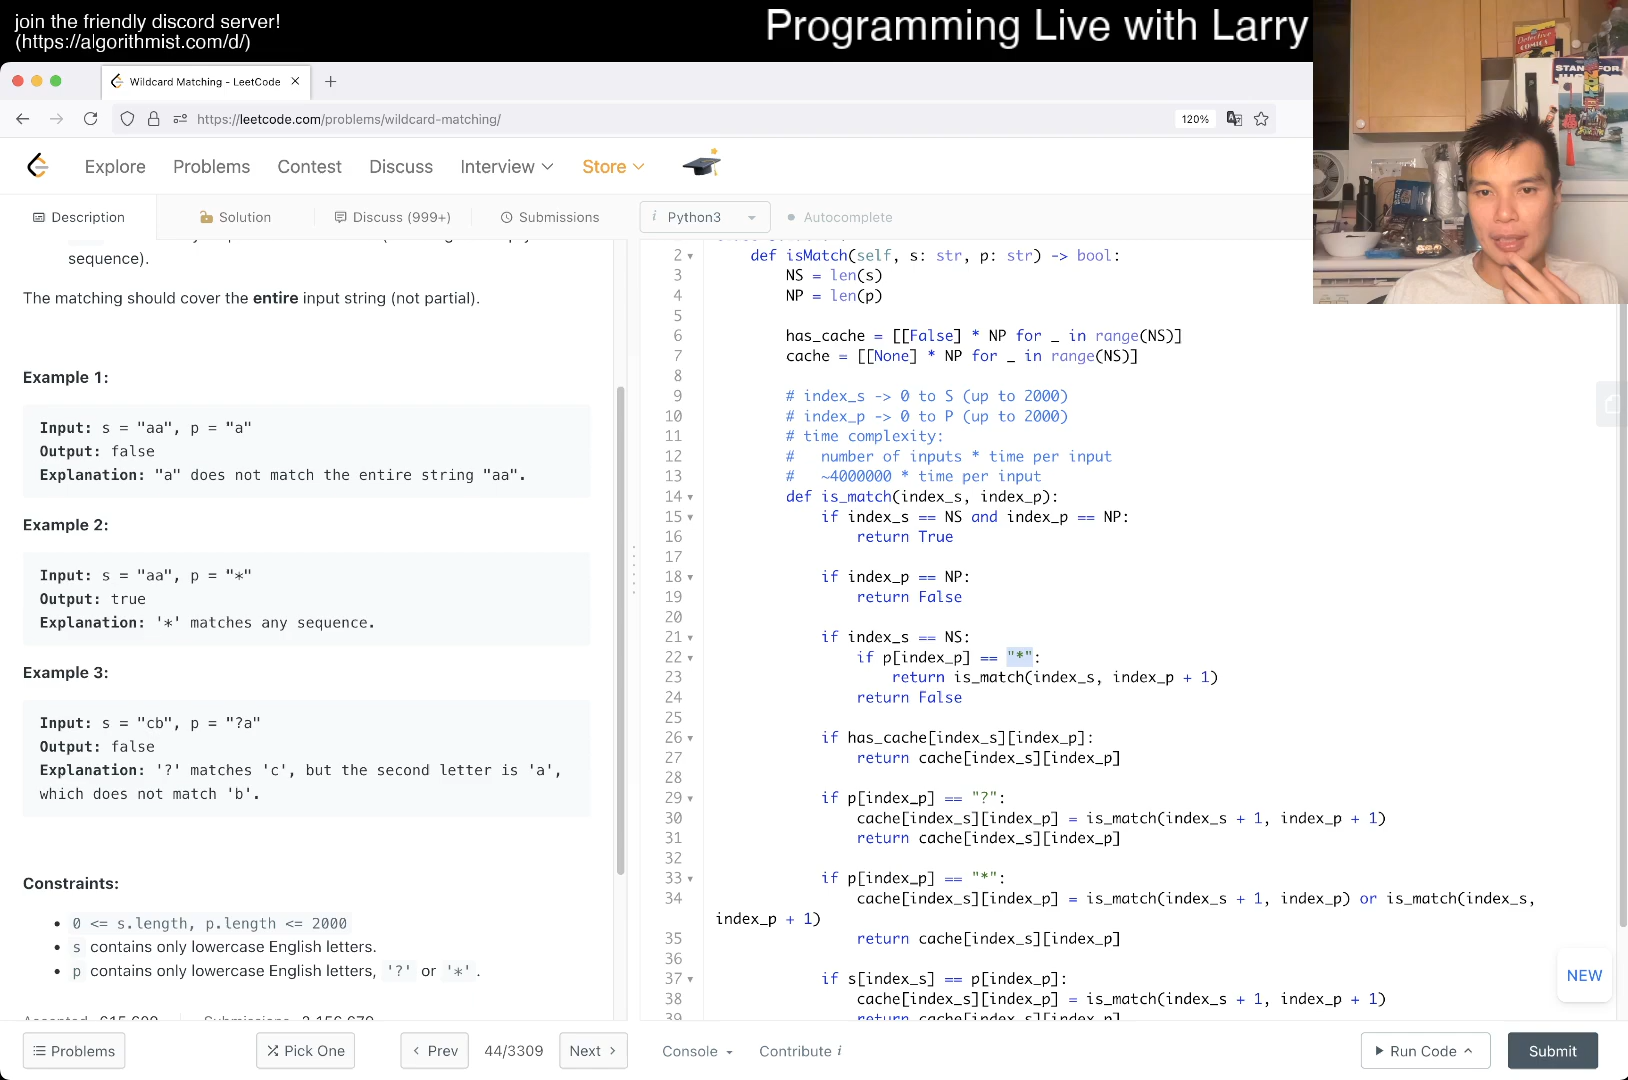 join the friendly discord server!
(https://algorithmist.com/d/)
Programming Live with Larry
Wildcard Matching - LeetCode
https://leetcode.com/problems/wildcard-matching/
120%
Explore
Problems
Contest
Discuss
Interview
Store
Description
Solution
Discuss (999+)
Submissions
i Python3
Autocomplete
sequence).
The matching should cover the entire input string (not partial).
Example 1:
Input: s = "aa", p = "a"
Output: false
Explanation: "a" does not match the entire string "aa".
Example 2:
Input: s = "aa", p = "*"
Output: true
Explanation: '*' matches any sequence.
Example 3:
Input: s = "cb", p = "?a"
Output: false
Explanation: '?' matches 'c', but the second letter is 'a',
which does not match 'b'.
Constraints:
• 0 <= s.length, p.length <= 2000
• s contains only lowercase English letters.
• p contains only lowercase English letters, '?' or '*'.
2 def isMatch(self, s: str, p: str) -> bool:
3 NS = len(s)
4 NP = len(p)
5
6 has_cache = [[False] * NP for _ in range(NS)]
7 cache = [[None] * NP for _ in range(NS)]
8
9 # index_s -> 0 to S (up to 2000)
10 # index_p -> 0 to P (up to 2000)
11 # time complexity:
12 # number of inputs * time per input
13 # ~4000000 * time per input
14 def is_match(index_s, index_p):
15 if index_s == NS and index_p == NP:
16 return True
17
18 if index_p == NP:
19 return False
20
21 if index_s == NS:
22 if p[index_p] == "*":
23 return is_match(index_s, index_p + 1)
24 return False
25
26 if has_cache[index_s][index_p]:
27 return cache[index_s][index_p]
28
29 if p[index_p] == "?":
30 cache[index_s][index_p] = is_match(index_s + 1, index_p + 1)
31 return cache[index_s][index_p]
32
33 if p[index_p] == "*":
34 cache[index_s][index_p] = is_match(index_s + 1, index_p) or is_match(index_s,
index_p + 1)
35 return cache[index_s][index_p]
36
37 if s[index_s] == p[index_p]:
38 cache[index_s][index_p] = is_match(index_s + 1, index_p + 1)
39 return cache[index_s][index_p]
NEW
Problems
Pick One
Prev
44/3309
Next
Console
Contribute i
Run Code
Submit